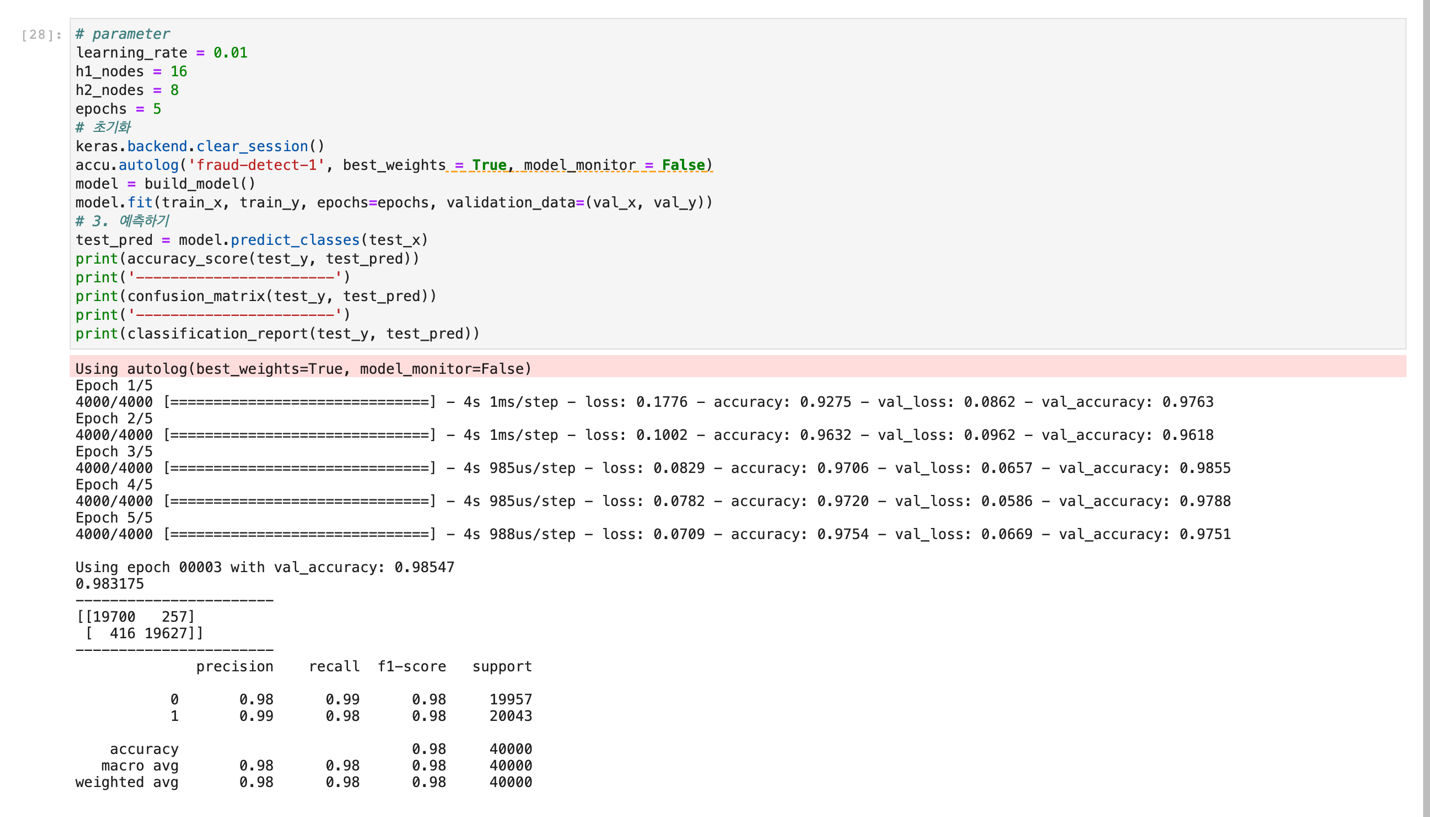 [28]:
# parameter
learning_rate = 0.01
h1_nodes = 16
h2_nodes = 8
epochs = 5
# 초기화
keras.backend.clear_session()
accu.autolog('fraud-detect-1', best_weights = True, model_monitor = False)
model = build_model()
model.fit(train_x, train_y, epochs=epochs, validation_data=(val_x, val_y))
# 3. 예측하기
test_pred = model.predict_classes(test_x)
print(accuracy_score(test_y, test_pred))
print('-----------------------')
print(confusion_matrix(test_y, test_pred))
print('-----------------------')
print(classification_report(test_y, test_pred))
Using autolog(best_weights=True, model_monitor=False)
Epoch 1/5
4000/4000 [==============================] - 4s 1ms/step - loss: 0.1776 - accuracy: 0.9275 - val_loss: 0.0862 - val_accuracy: 0.9763
Epoch 2/5
4000/4000 [==============================] - 4s 1ms/step - loss: 0.1002 - accuracy: 0.9632 - val_loss: 0.0962 - val_accuracy: 0.9618
Epoch 3/5
4000/4000 [==============================] - 4s 985us/step - loss: 0.0829 - accuracy: 0.9706 - val_loss: 0.0657 - val_accuracy: 0.9855
Epoch 4/5
4000/4000 [==============================] - 4s 985us/step - loss: 0.0782 - accuracy: 0.9720 - val_loss: 0.0586 - val_accuracy: 0.9788
Epoch 5/5
4000/4000 [==============================] - 4s 988us/step - loss: 0.0709 - accuracy: 0.9754 - val_loss: 0.0669 - val_accuracy: 0.9751
Using epoch 00003 with val_accuracy: 0.98547
0.983175
-----------------------
[[19700   257]
 [  416 19627]]
-----------------------
              precision    recall  f1-score   support
           0       0.98      0.99      0.98     19957
           1       0.99      0.98      0.98     20043
    accuracy                           0.98     40000
   macro avg       0.98      0.98      0.98     40000
weighted avg       0.98      0.98      0.98     40000